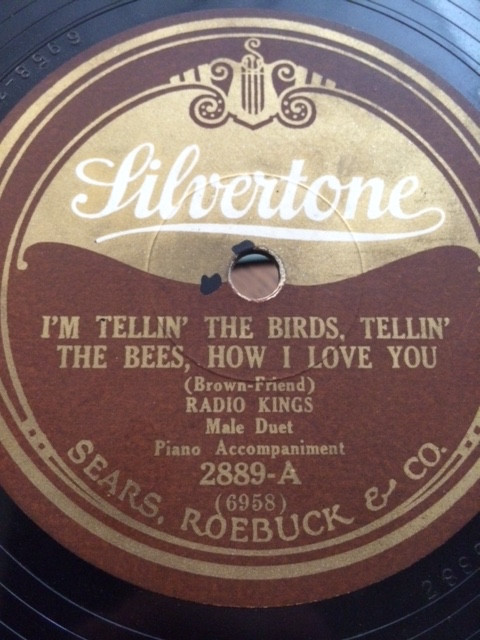 Silvertone
I'M TELLIN' THE BIRDS, TELLIN'
THE BEES, HOW I LOVE YOU
(Brown-Friend)
RADIO KINGS
Male Duet
Piano Accompaniment
2889-A
(6958)
SEARS, ROEBUCK & CO.